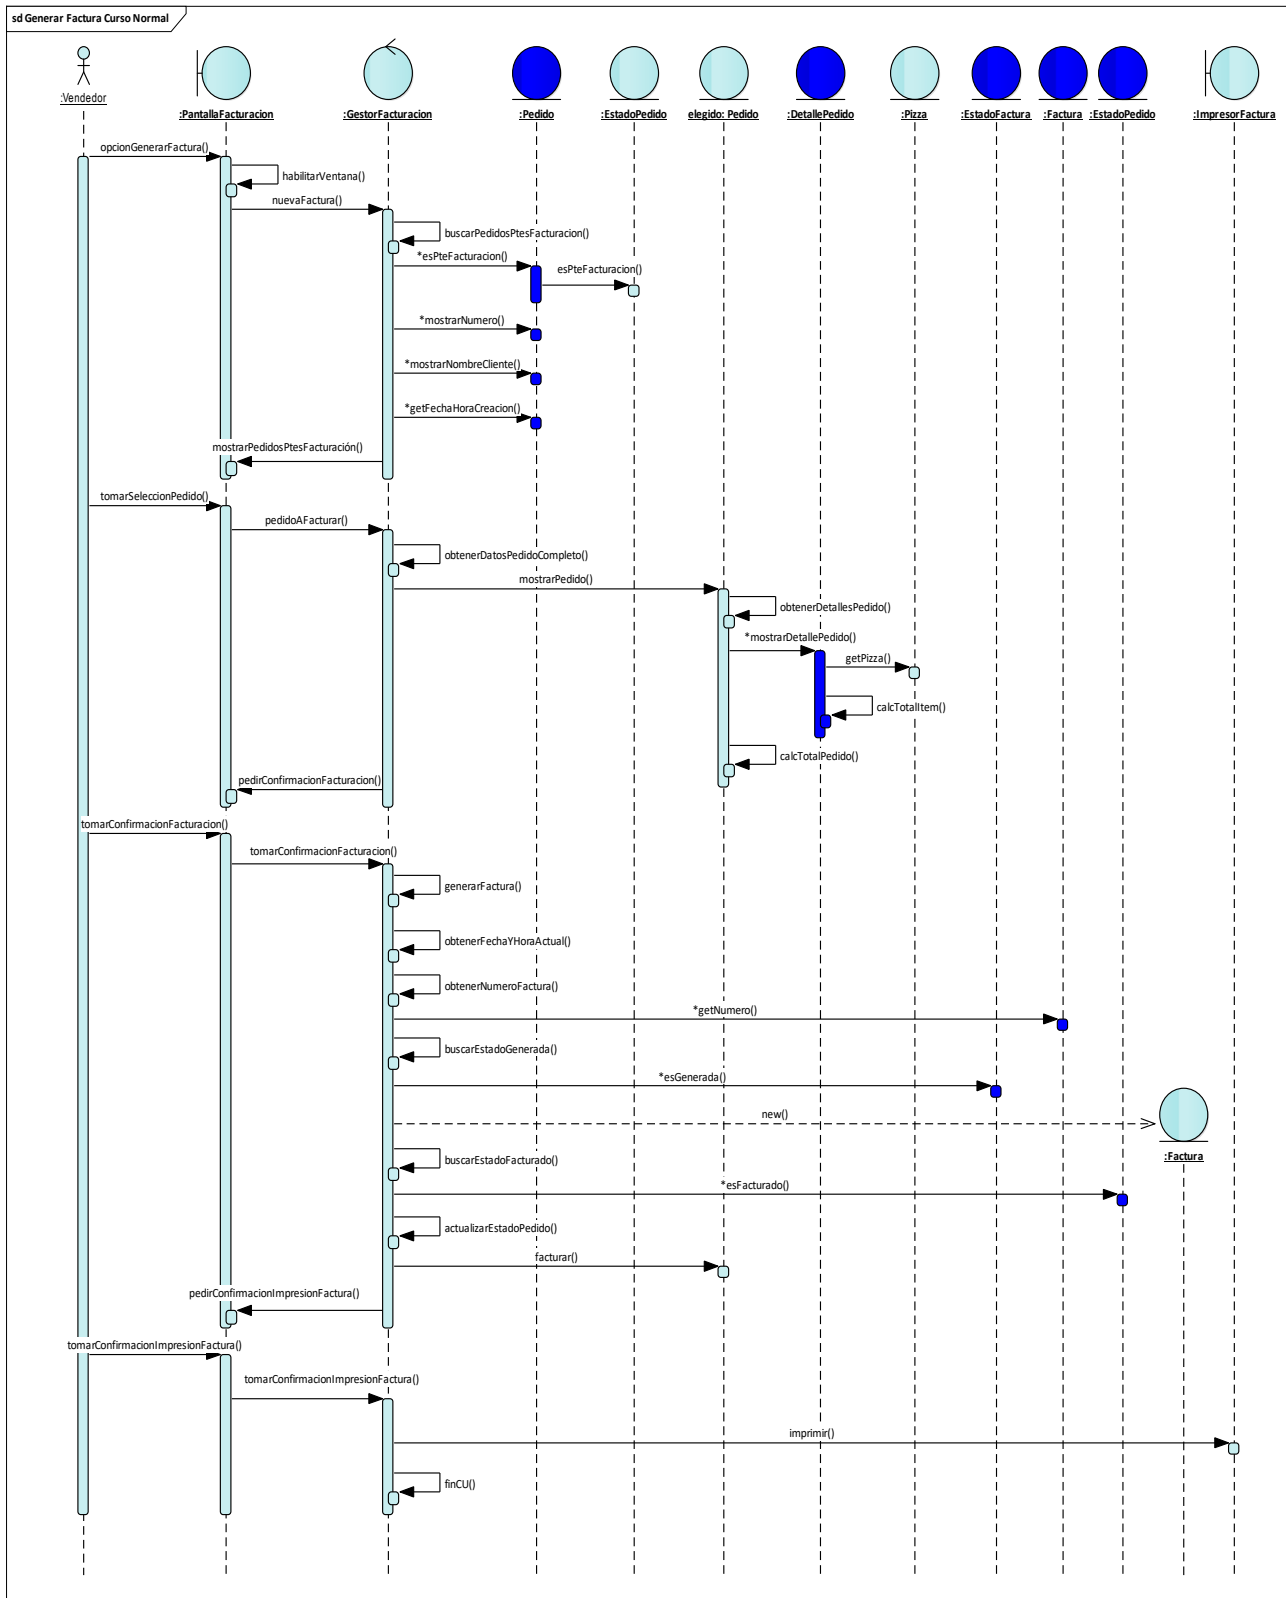 sd Generar Factura Curso Normal
:Vendedor
:PantallaFacturacion
:GestorFacturacion
:Pedido
:EstadoPedido
elegido: Pedido
:DetallePedido
:Pizza
:EstadoFactura
:Factura
:EstadoPedido
:ImpresorFactura
opcionGenerarFactura()
habilitarVentana()
nuevaFactura()
buscarPedidosPtesFacturacion()
*esPteFacturacion()
esPteFacturacion()
*mostrarNumero()
*mostrarNombreCliente()
*getFechaHoraCreacion()
mostrarPedidosPtesFacturación()
tomarSeleccionPedido()
pedidoAFacturar()
obtenerDatosPedidoCompleto()
mostrarPedido()
obtenerDetallesPedido()
*mostrarDetallePedido()
getPizza()
calcTotalItem()
calcTotalPedido()
pedirConfirmacionFacturacion()
tomarConfirmacionFacturacion()
tomarConfirmacionFacturacion()
generarFactura()
obtenerFechaYHoraActual()
obtenerNumeroFactura()
*getNumero()
buscarEstadoGenerada()
*esGenerada()
new()
:Factura
buscarEstadoFacturado()
*esFacturado()
actualizarEstadoPedido()
facturar()
pedirConfirmacionImpresionFactura()
tomarConfirmacionImpresionFactura()
tomarConfirmacionImpresionFactura()
imprimir()
finCU()